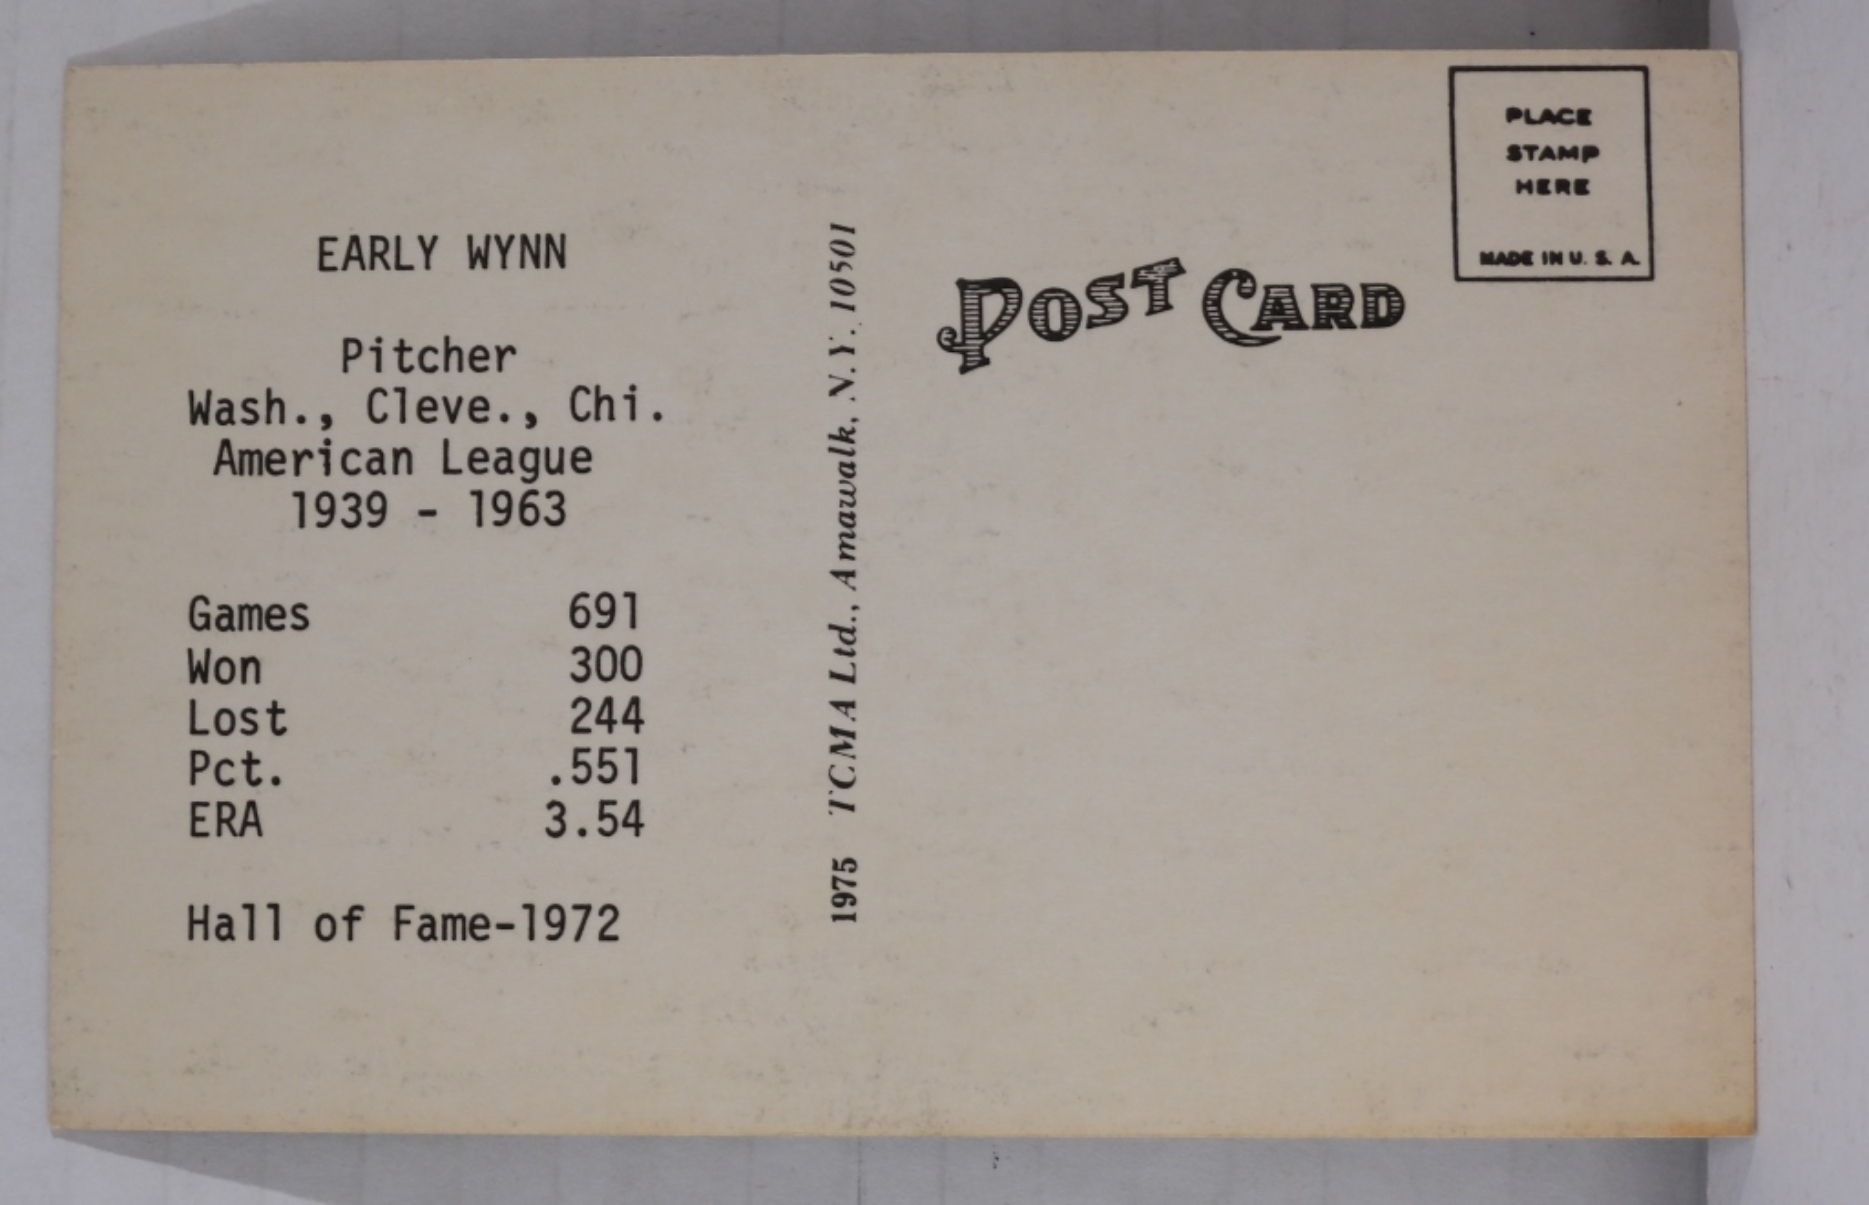 EARLY WYNN
Pitcher
Wash., Cleve., Chi.
American League
1939 - 1963
Games 691
Won 300
Lost 244
Pct. .551
ERA 3.54
Hall of Fame-1972
1975 TCMA Ltd., Amawalk, N.Y. 10501
POST CARD
PLACE
STAMP
HERE
MADE IN U. S. A.